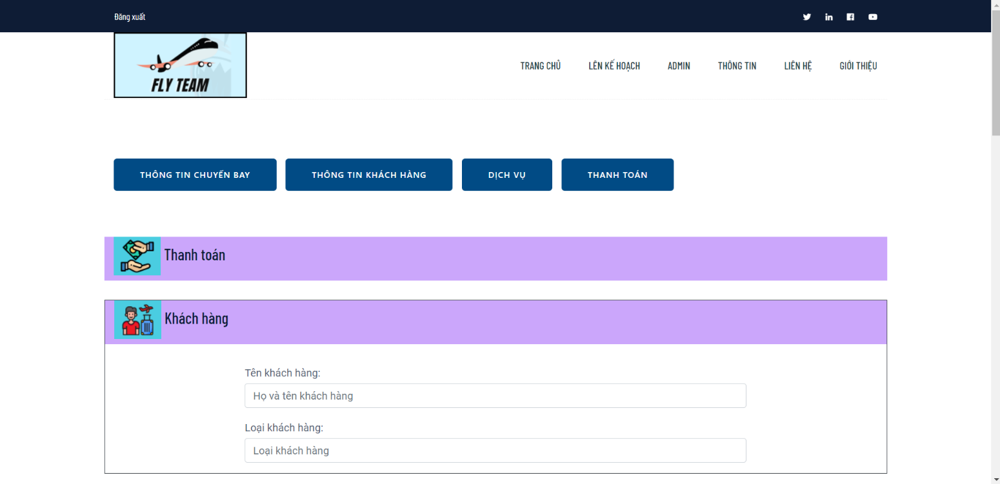 Đăng xuất
FLY TEAM
TRANG CHỦ LÊN KẾ HOẠCH ADMIN THÔNG TIN LIÊN HỆ GIỚI THIỆU
THÔNG TIN CHUYẾN BAY THÔNG TIN KHÁCH HÀNG DỊCH VỤ THANH TOÁN
Thanh toán
Khách hàng
Tên khách hàng:
Họ và tên khách hàng
Loại khách hàng:
Loại khách hàng